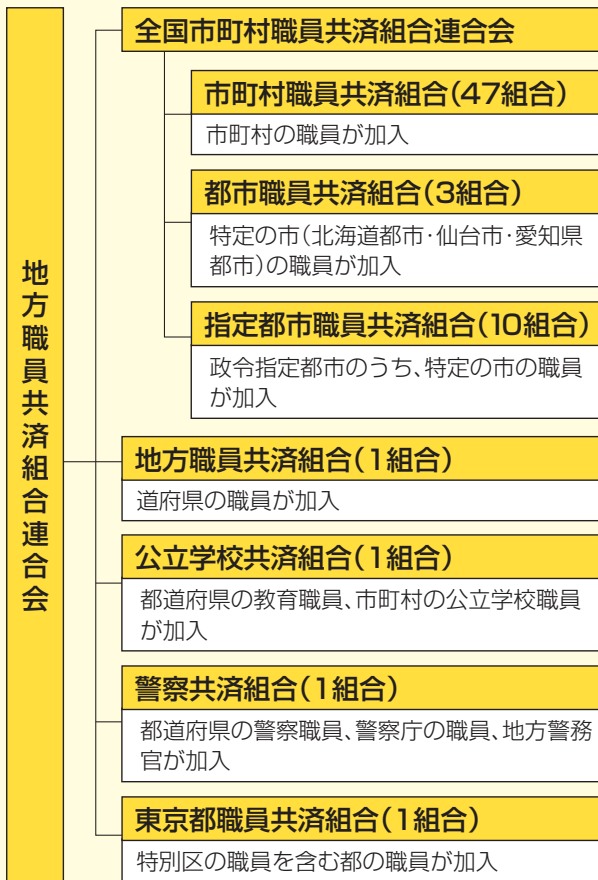 地方職員共済組合連合会
全国市町村職員共済組合連合会
市町村職員共済組合(47組合)
市町村の職員が加入
都市職員共済組合(3組合)
特定の市(北海道都市・仙台市・愛知県
都市)の職員が加入
指定都市職員共済組合(10組合)
政令指定都市のうち、特定の市の職員
が加入
地方職員共済組合(1組合)
道府県の職員が加入
公立学校共済組合(1組合)
都道府県の教育職員、市町村の公立学校職員
が加入
警察共済組合(1組合)
都道府県の警察職員、警察庁の職員、地方警務
官が加入
東京都職員共済組合(1組合)
特別区の職員を含む都の職員が加入